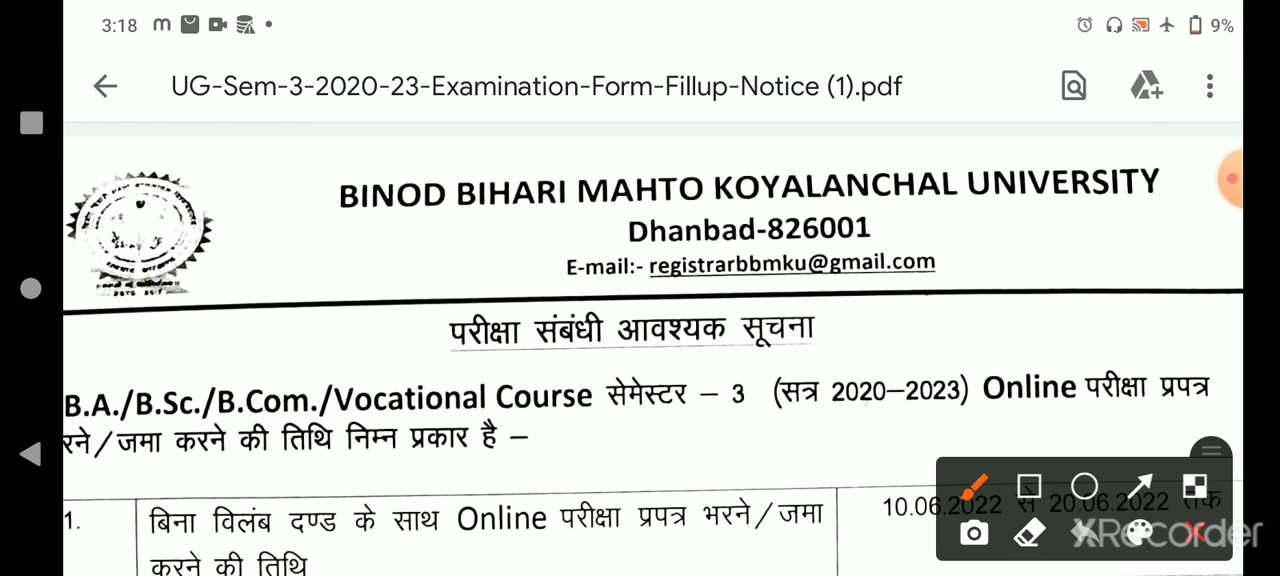 3:18 m 9%
UG-Sem-3-2020-23-Examination-Form-Fillup-Notice (1).pdf
BINOD BIHARI MAHTO KOYALANCHAL UNIVERSITY
Dhanbad-826001
E-mail:- registrarbbmku@gmail.com
परीक्षा संबंधी आवश्यक सूचना
B.A./B.Sc./B.Com./Vocational Course सेमेस्टर – 3 (सत्र 2020–2023) Online परीक्षा प्रपत्र
रने/जमा करने की तिथि निम्न प्रकार है –
1. बिना विलंब दण्ड के साथ Online परीक्षा प्रपत्र भरने/जमा 10.06.2022 से 20.06.2022 तक
करने की तिथि
XRecorder